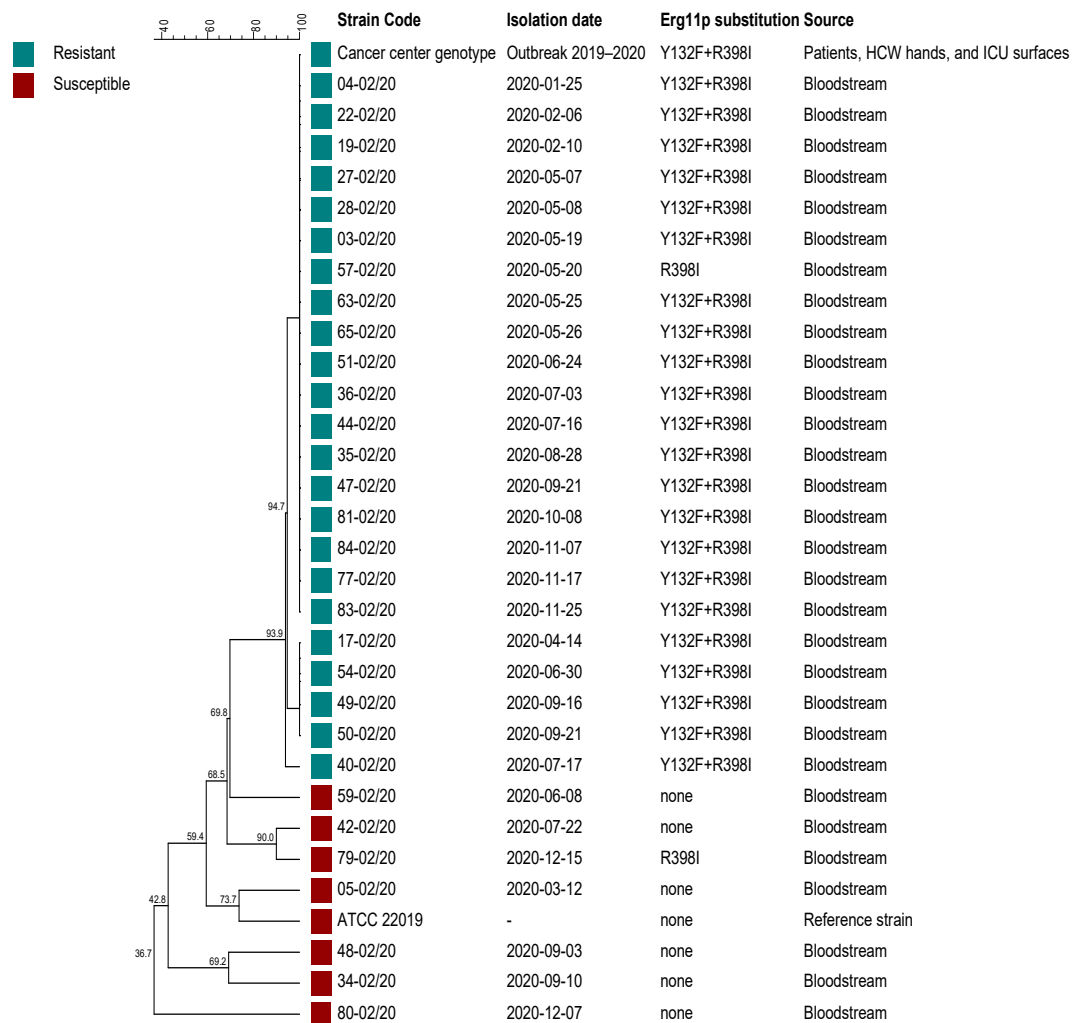 40 60 80 100
Strain Code Isolation date Erg11p substitution Source
Resistant
Susceptible
Cancer center genotype Outbreak 2019–2020 Y132F+R398I Patients, HCW hands, and ICU surfaces
04-02/20 2020-01-25 Y132F+R398I Bloodstream
22-02/20 2020-02-06 Y132F+R398I Bloodstream
19-02/20 2020-02-10 Y132F+R398I Bloodstream
27-02/20 2020-05-07 Y132F+R398I Bloodstream
28-02/20 2020-05-08 Y132F+R398I Bloodstream
03-02/20 2020-05-19 Y132F+R398I Bloodstream
57-02/20 2020-05-20 R398I Bloodstream
63-02/20 2020-05-25 Y132F+R398I Bloodstream
65-02/20 2020-05-26 Y132F+R398I Bloodstream
51-02/20 2020-06-24 Y132F+R398I Bloodstream
36-02/20 2020-07-03 Y132F+R398I Bloodstream
44-02/20 2020-07-16 Y132F+R398I Bloodstream
35-02/20 2020-08-28 Y132F+R398I Bloodstream
47-02/20 2020-09-21 Y132F+R398I Bloodstream
94.7
81-02/20 2020-10-08 Y132F+R398I Bloodstream
84-02/20 2020-11-07 Y132F+R398I Bloodstream
77-02/20 2020-11-17 Y132F+R398I Bloodstream
83-02/20 2020-11-25 Y132F+R398I Bloodstream
93.9
17-02/20 2020-04-14 Y132F+R398I Bloodstream
54-02/20 2020-06-30 Y132F+R398I Bloodstream
49-02/20 2020-09-16 Y132F+R398I Bloodstream
69.8
50-02/20 2020-09-21 Y132F+R398I Bloodstream
40-02/20 2020-07-17 Y132F+R398I Bloodstream
68.5
59-02/20 2020-06-08 none Bloodstream
42-02/20 2020-07-22 none Bloodstream
59.4 90.0
79-02/20 2020-12-15 R398I Bloodstream
05-02/20 2020-03-12 none Bloodstream
42.8 73.7
ATCC 22019 - none Reference strain
48-02/20 2020-09-03 none Bloodstream
36.7 69.2
34-02/20 2020-09-10 none Bloodstream
80-02/20 2020-12-07 none Bloodstream